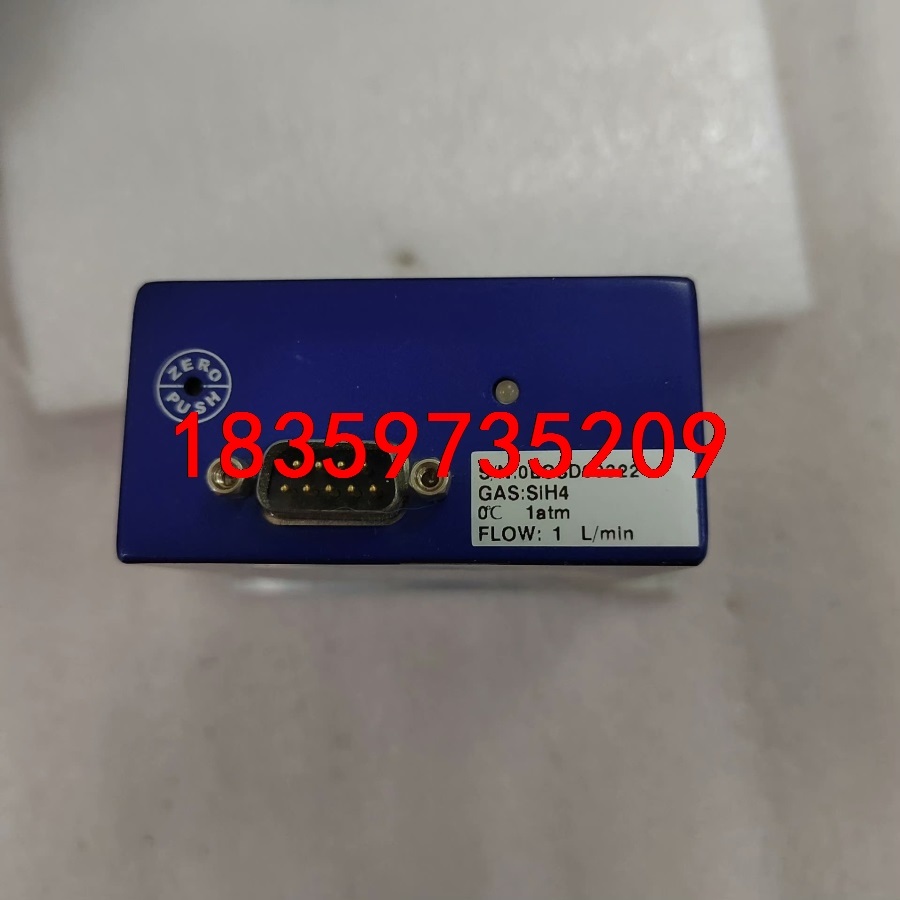 ZERO
PUSH
18359735209
GAS:SIH4
0℃ 1atm
FLOW: 1 L/min